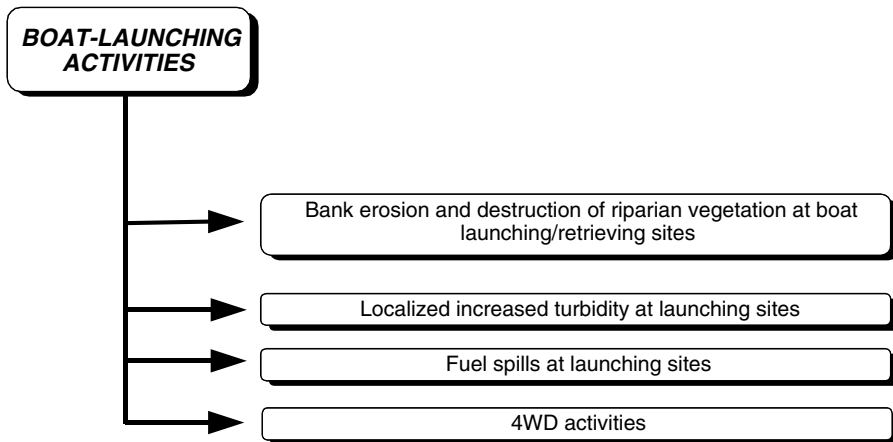 BOAT-LAUNCHING
ACTIVITIES
Bank erosion and destruction of riparian vegetation at boat
launching/retrieving sites
Localized increased turbidity at launching sites
Fuel spills at launching sites
4WD activities